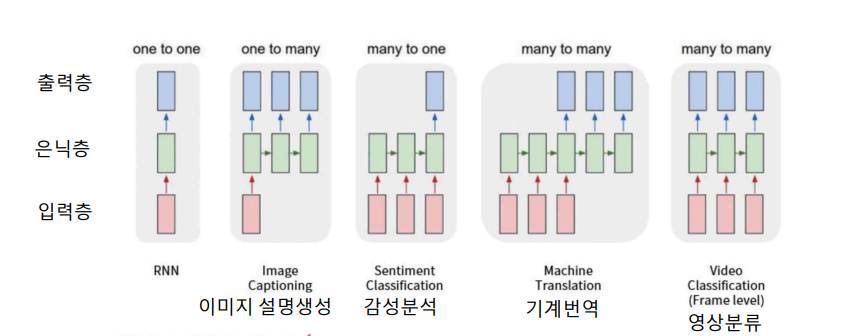 one to one
one to many
many to one
many to many
many to many
출력층
은닉층
입력층
RNN
Image
Captioning
이미지 설명생성
Sentiment
Classification
감성분석
Machine
Translation
기계번역
Video
Classification
(Frame level)
영상분류